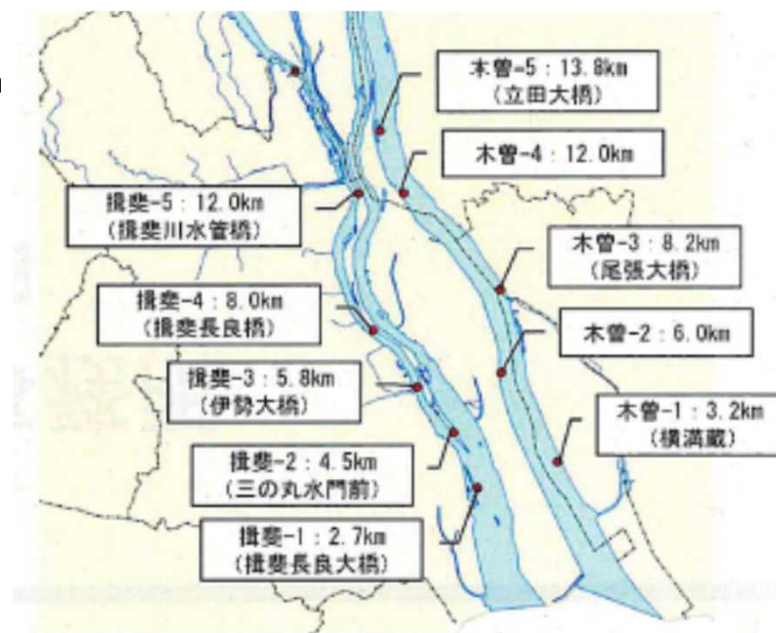 木曽-5：13.8km
(立田大橋)
木曽-4：12.0km
揖斐-5：12.0km
(揖斐川水管橋)
木曽-3：8.2km
(尾張大橋)
揖斐-4：8.0km
(揖斐長良橋)
木曽-2：6.0km
揖斐-3：5.8km
(伊勢大橋)
木曽-1：3.2km
(横満蔵)
揖斐-2：4.5km
(三の丸水門前)
揖斐-1：2.7km
(揖斐長良大橋)